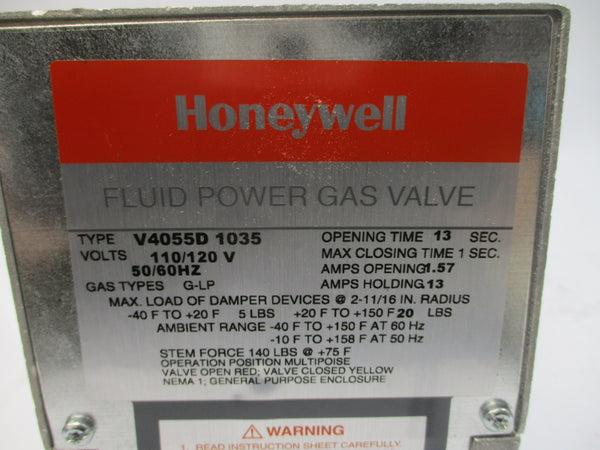 Honeywell
FLUID POWER GAS VALVE
TYPE V4055D 1035 OPENING TIME 13 SEC.
VOLTS 110/120 V MAX CLOSING TIME 1 SEC.
50/60HZ AMPS OPENING 1.57
GAS TYPES G-LP AMPS HOLDING .13
MAX. LOAD OF DAMPER DEVICES @ 2-11/16 IN. RADIUS
-40 F TO +20 F 5 LBS +20 F TO +150 F 20 LBS
AMBIENT RANGE -40 F TO +150 F AT 60 Hz
-10 F TO +158 F AT 50 Hz
STEM FORCE 140 LBS @ +75 F
OPERATION POSITION MULTIPOISE
VALVE OPEN RED; VALVE CLOSED YELLOW
NEMA 1; GENERAL PURPOSE ENCLOSURE
WARNING
1. READ INSTRUCTION SHEET CAREFULLY.